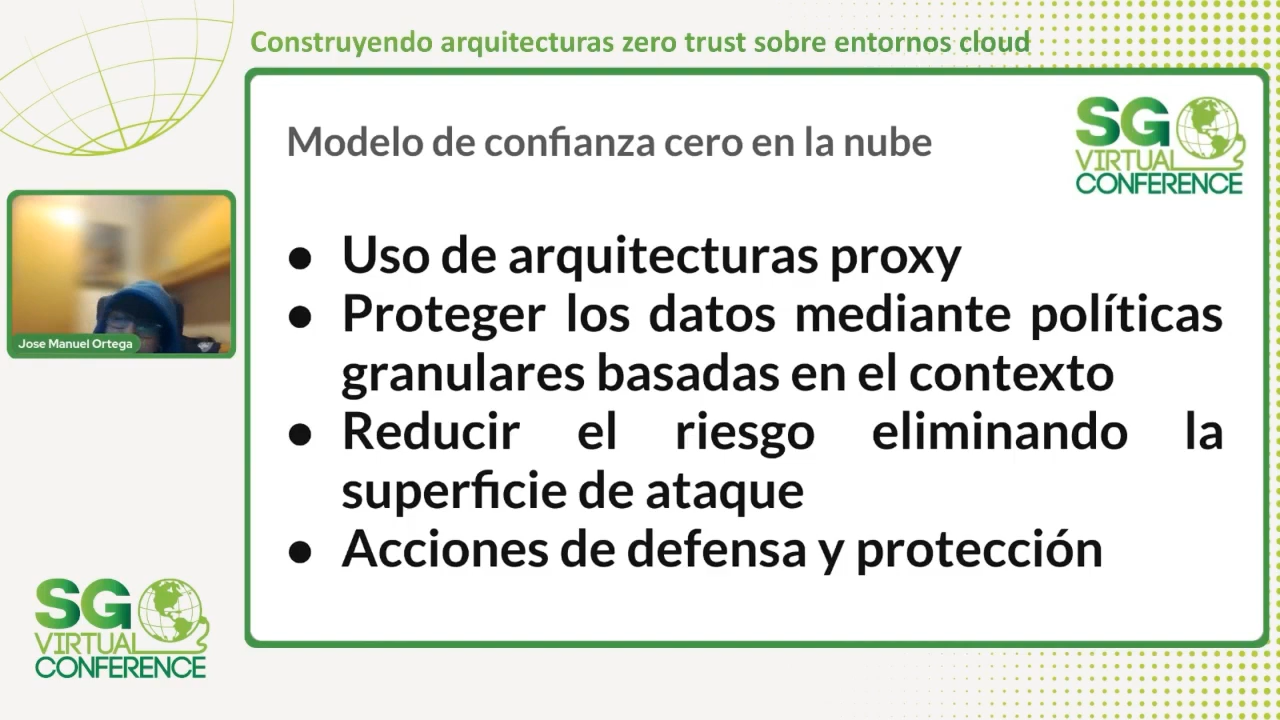 Construyendo arquitecturas zero trust sobre entornos cloud
Modelo de confianza cero en la nube
SG
VIRTUAL
CONFERENCE
● Uso de arquitecturas proxy
● Proteger los datos mediante políticas
granulares basadas en el contexto
● Reducir el riesgo eliminando la
superficie de ataque
● Acciones de defensa y protección
Jose Manuel Ortega
SG
VIRTUAL
CONFERENCE